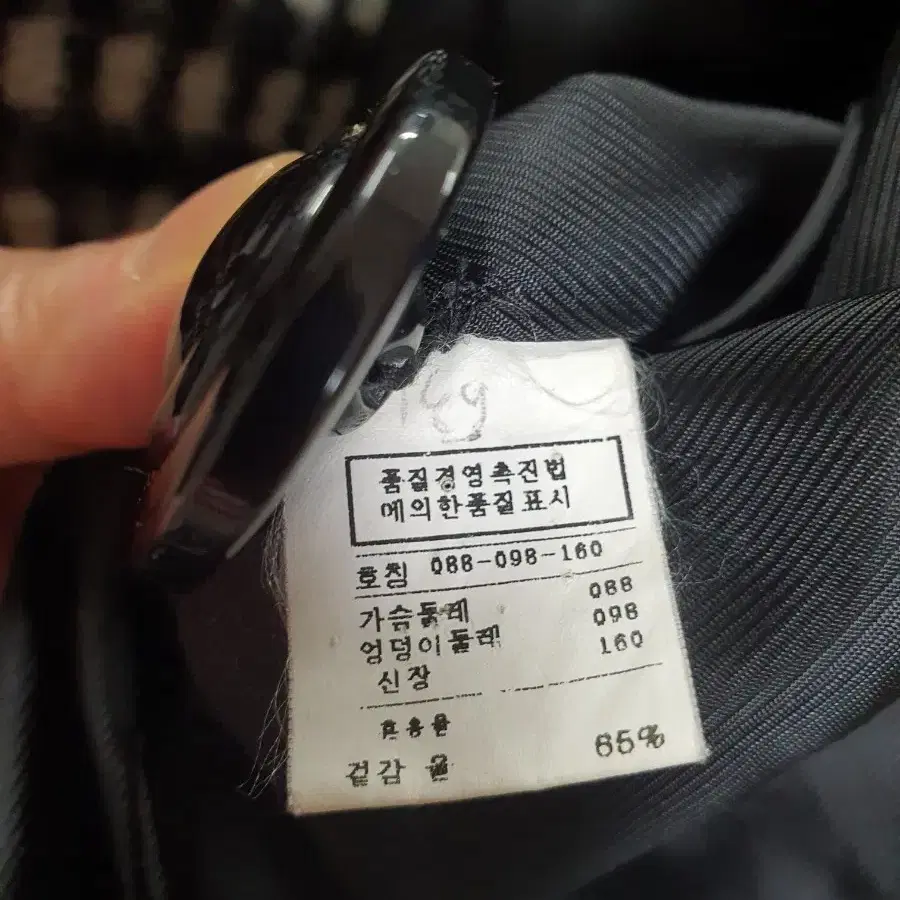 품질경영촉진법
에의한품질표시
호칭 088-098-160
가슴둘레 088
엉덩이둘레 098
신장 160
혼용율
겉감 울 65%